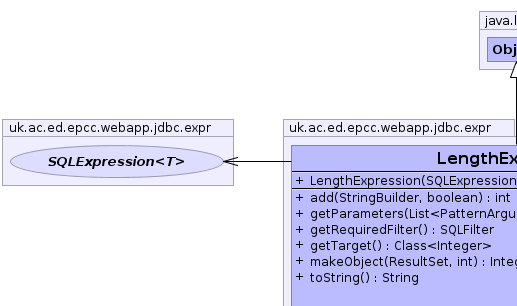 java.l
Obj
uk.ac.ed.epcc.webapp.jdbc.expr
SQLExpression<T>
uk.ac.ed.epcc.webapp.jdbc.expr
LengthEx
+ LengthExpression(SQLExpression
+ add(StringBuilder, boolean) : int
+ getParameters(List<PatternArgu
+ getRequiredFilter() : SQLFilter
+ getTarget() : Class<Integer>
+ makeObject(ResultSet, int) : Integ
+ toString() : String